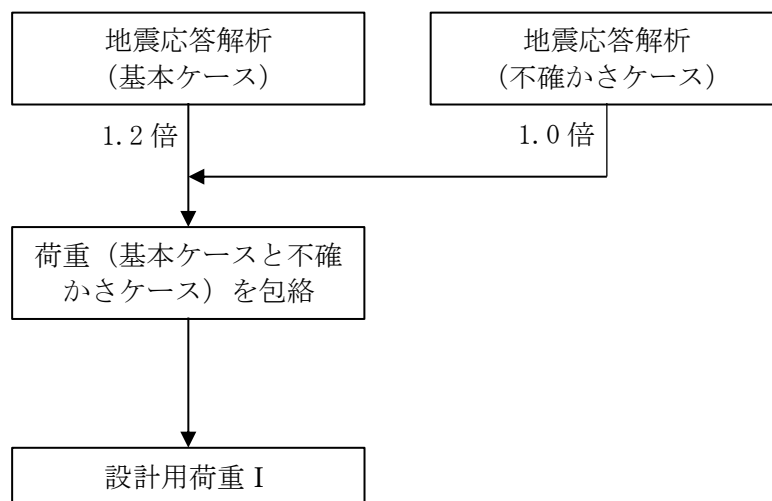 地震応答解析
（基本ケース）
地震応答解析
（不確かさケース）
1.2 倍
1.0 倍
荷重（基本ケースと不確
かさケース）を包絡
設計用荷重Ⅰ